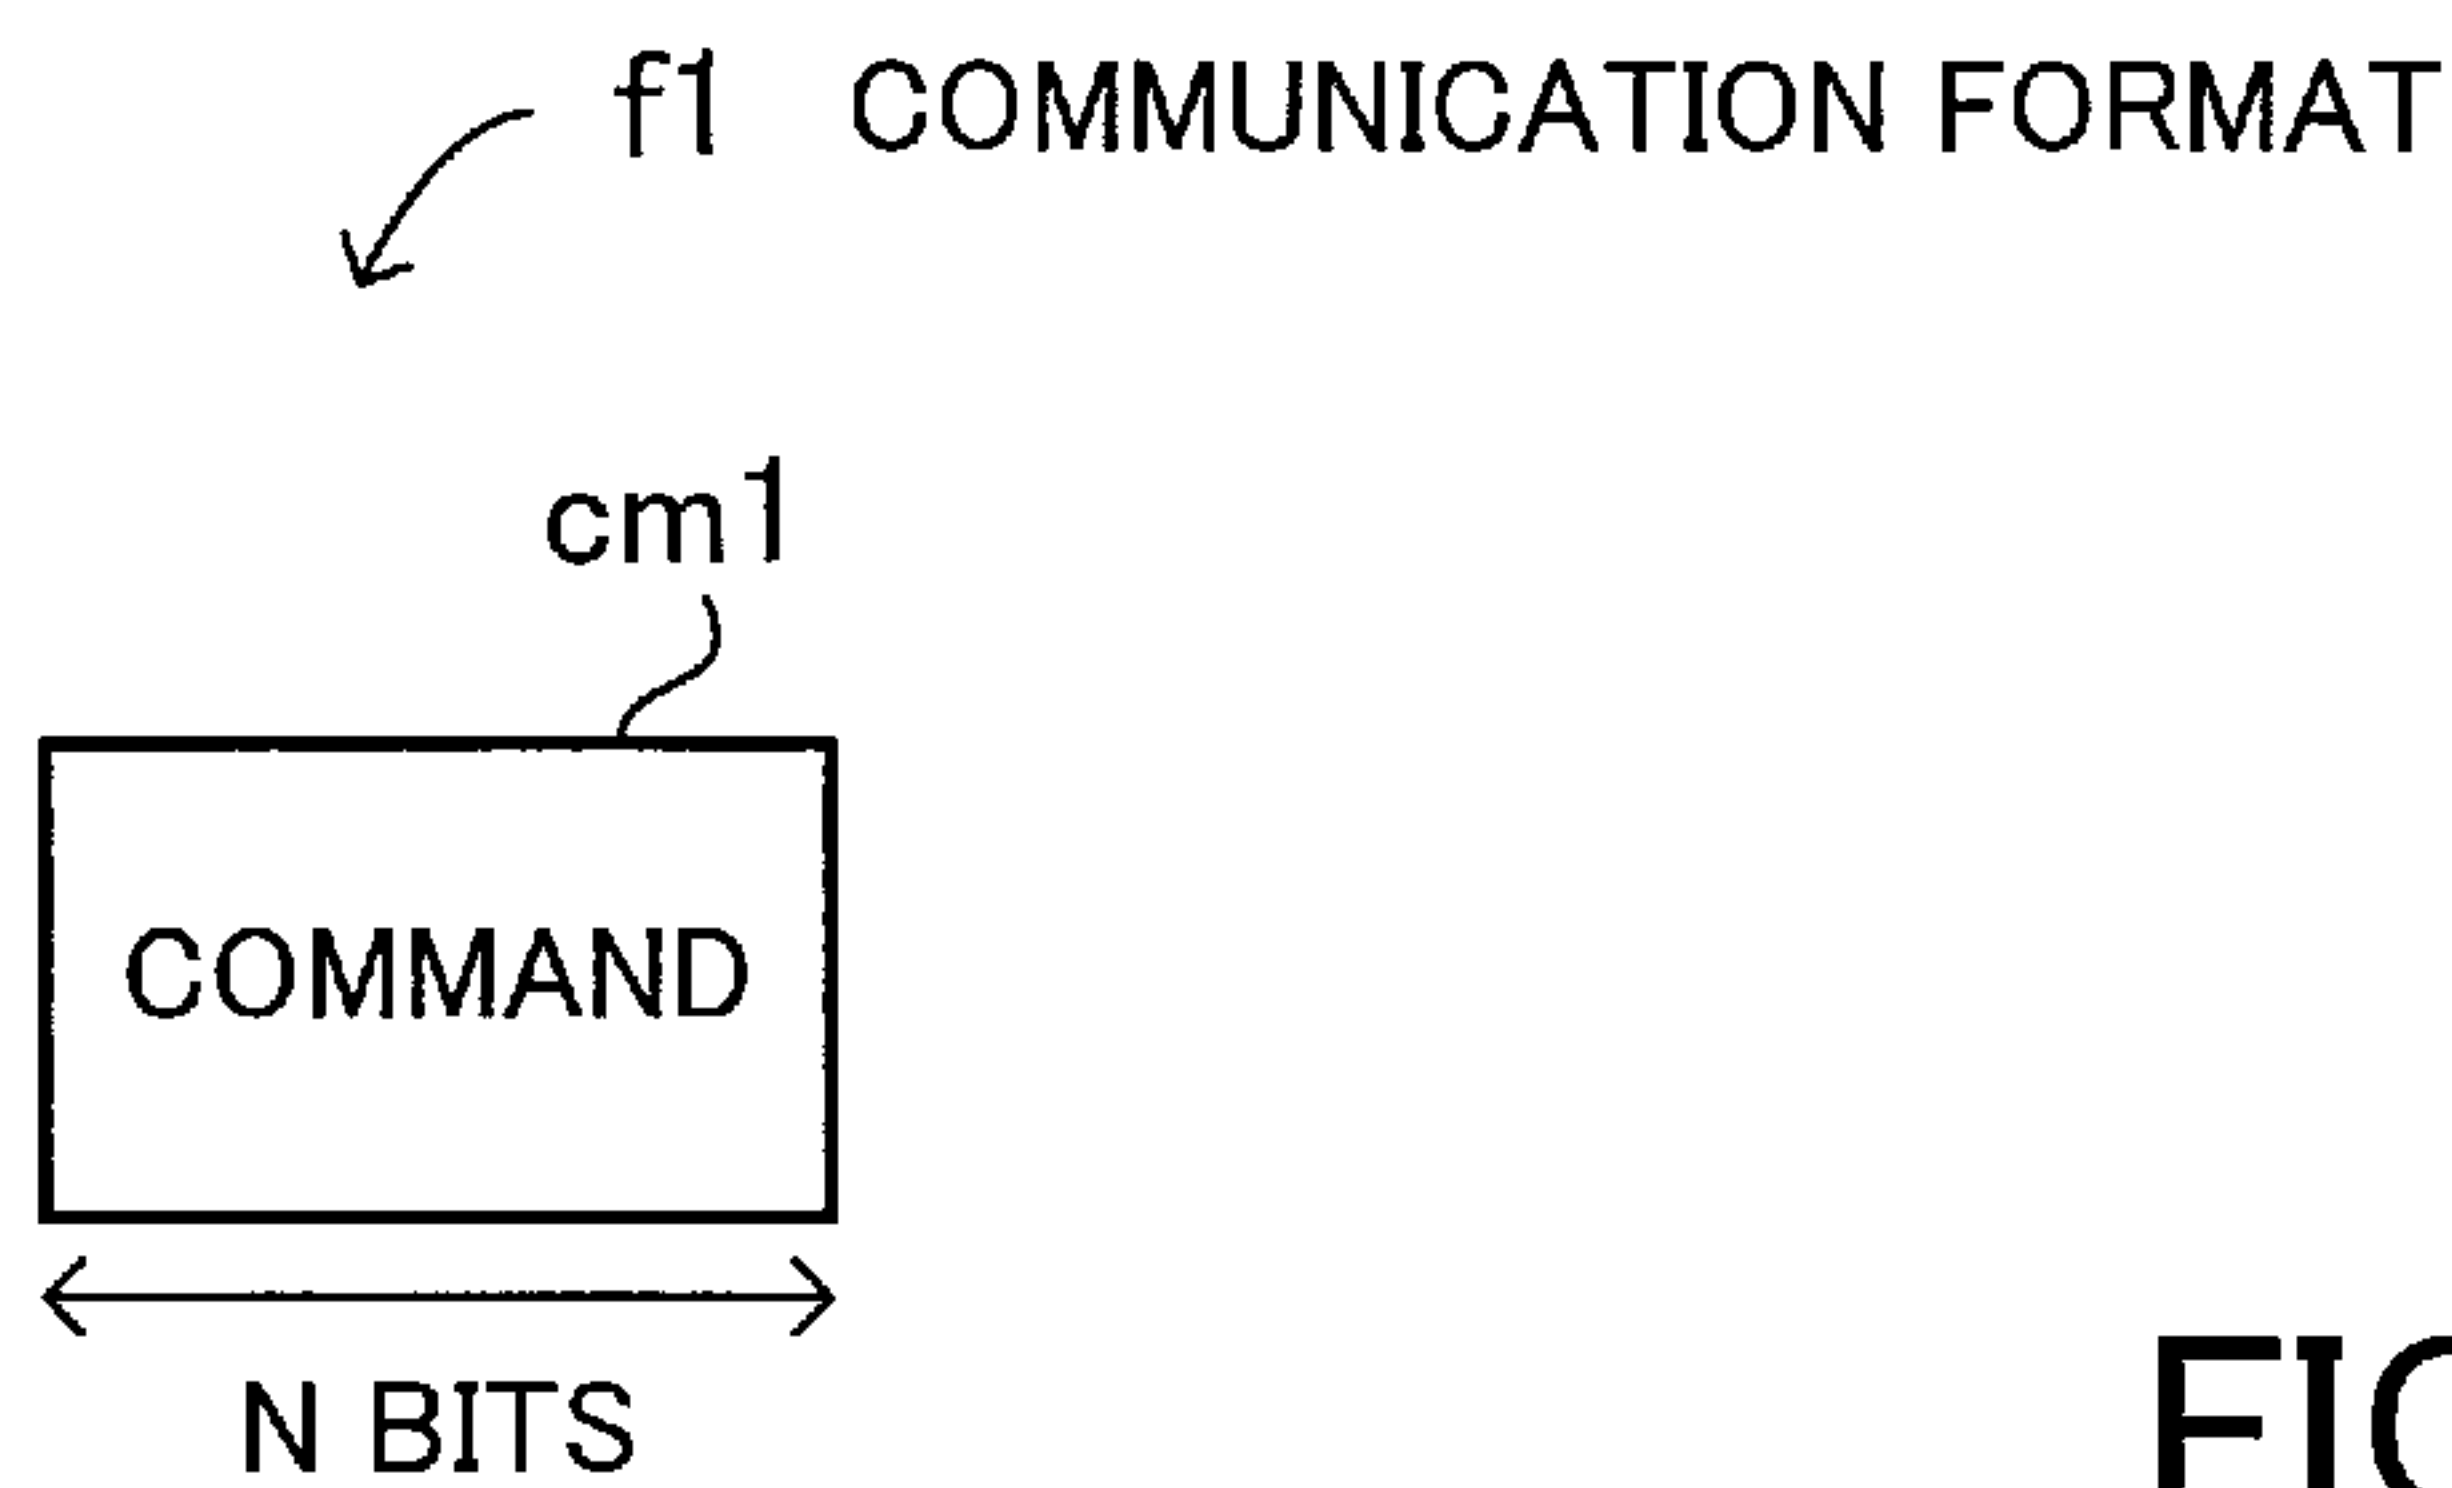 f1 COMMUNICATION FORMAT
cm1
COMMAND
N BITS